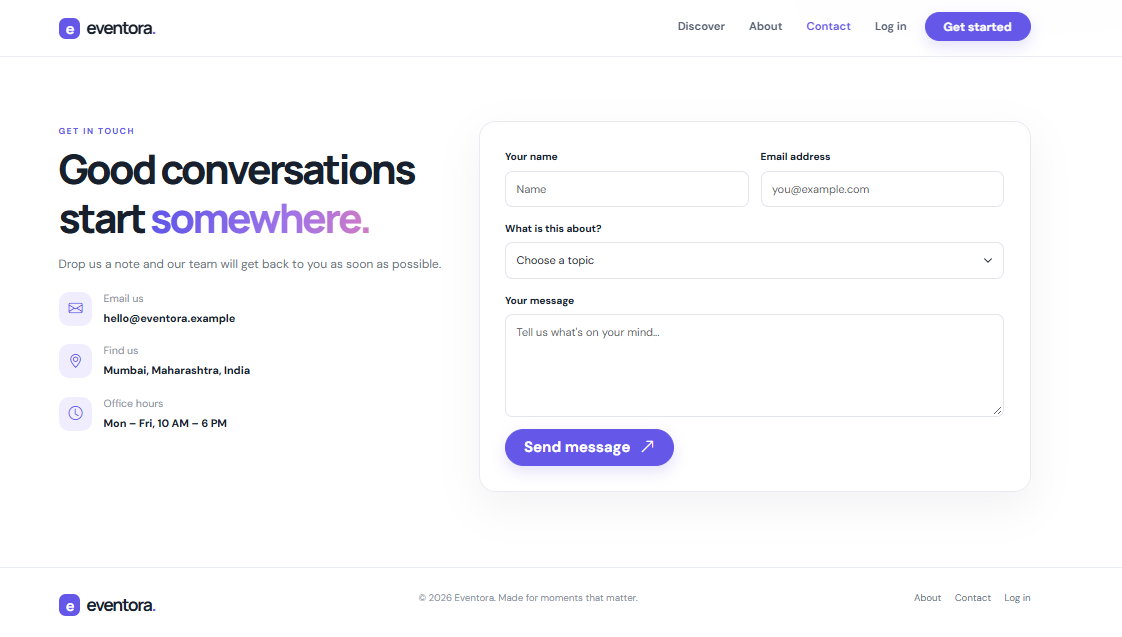 e eventora.
Discover About Contact Log in Get started
GET IN TOUCH
Good conversations
start somewhere.
Drop us a note and our team will get back to you as soon as possible.
Email us
hello@eventora.example
Find us
Mumbai, Maharashtra, India
Office hours
Mon – Fri, 10 AM – 6 PM
Your name
Name
Email address
you@example.com
What is this about?
Choose a topic
Your message
Tell us what's on your mind...
Send message
e eventora.
© 2026 Eventora. Made for moments that matter.
About Contact Log in